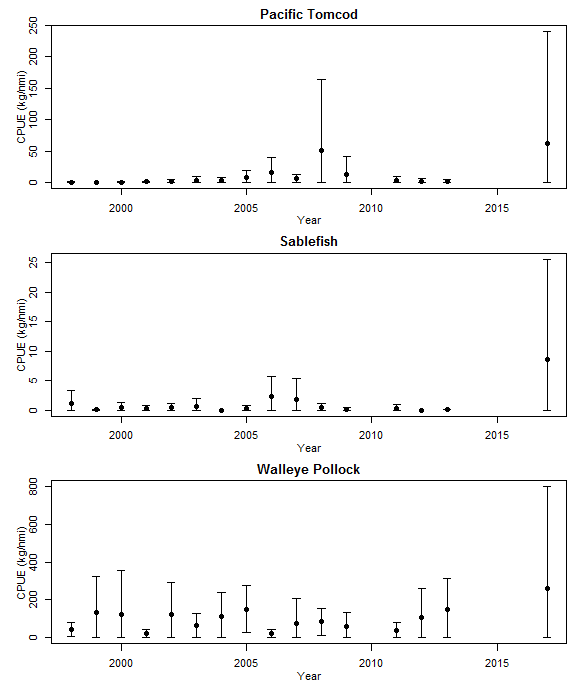 Pacific Tomcod
250
200
150
100
50
0
CPUE (kg/nmi)
2000 2005 2010 2015
Year
Sablefish
25
20
15
10
5
0
CPUE (kg/nmi)
2000 2005 2010 2015
Year
Walleye Pollock
800
600
400
200
0
CPUE (kg/nmi)
2000 2005 2010 2015
Year